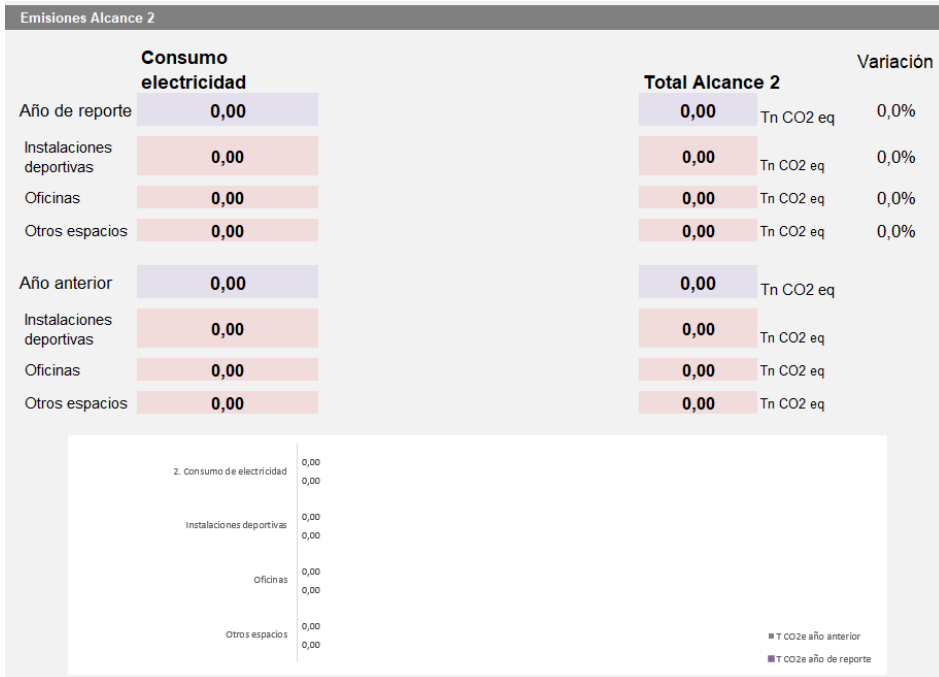 Emisiones Alcance 2
Consumo
electricidad
Total Alcance 2
Variación
Año de reporte 0,00 0,00 Tn CO2 eq 0,0%
Instalaciones
deportivas 0,00 0,00 Tn CO2 eq 0,0%
Oficinas 0,00 0,00 Tn CO2 eq 0,0%
Otros espacios 0,00 0,00 Tn CO2 eq 0,0%
Año anterior 0,00 0,00 Tn CO2 eq
Instalaciones
deportivas 0,00 0,00 Tn CO2 eq
Oficinas 0,00 0,00 Tn CO2 eq
Otros espacios 0,00 0,00 Tn CO2 eq
0,00
2. Consumo de electricidad
0,00
0,00
Instalaciones deportivas
0,00
0,00
Oficinas
0,00
0,00
Otros espacios
0,00
T CO2e año anterior
T CO2e año de reporte